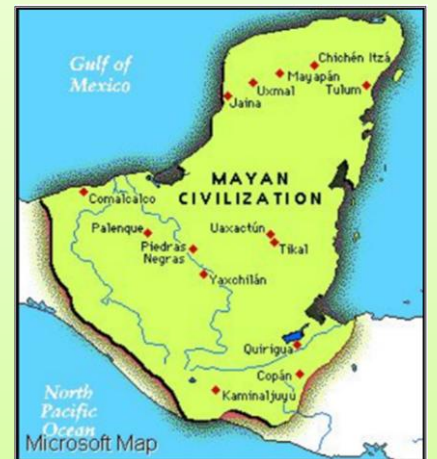 Gulf of
Mexico
Chichén Itzá
Mayapán
Uxmal
Tulum
Jaina
MAYAN
CIVILIZATION
Comalcalco
Palenque
Uaxactún
Piedras
Negras
Tikal
Yaxchilán
Quirigua
Copán
Kaminaljuyú
North
Pacific
Ocean
Microsoft Map